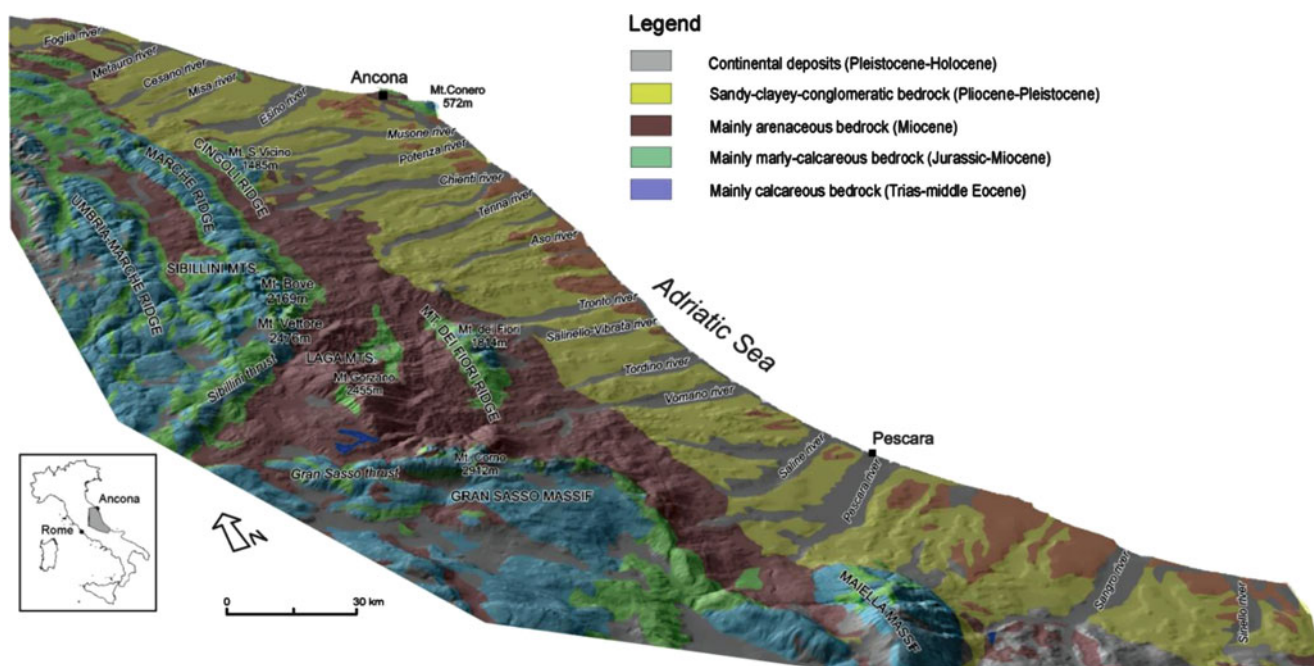 Legend
Continental deposits (Pleistocene-Holocene)
Sandy-clayey-conglomeratic bedrock (Pliocene-Pleistocene)
Mainly arenaceous bedrock (Miocene)
Mainly marly-calcareous bedrock (Jurassic-Miocene)
Mainly calcareous bedrock (Trias-middle Eocene)
Foglia river
Metauro river
Cesano river
Misa river
Esino river
Ancona
Mt.Conero
572m
Musone river
Potenza river
Chienti river
Tenna river
Aso river
Tronto river
Salinello-Vibrata river
Tordino river
Vomano river
Saline river
Pescara river
Pescara
Sangro river
Sinello river
Adriatic Sea
Mt. S.Vicino
1485m
CINGOLI RIDGE
MARCHE RIDGE
UMBRIA-MARCHE RIDGE
SIBILLINI MTS.
Mt. Bove
2169m
Mt. Vettore
2476m
Sibillini thrust
LAGA MTS.
Mt.Gorzano
2455m
Mt. dei Fiori
1814m
MT. DEI FIORI RIDGE
Gran Sasso thrust
Mt. Corno
2912m
GRAN SASSO MASSIF
MAIELLA MASSIF
Ancona
Rome
N
0
30 km